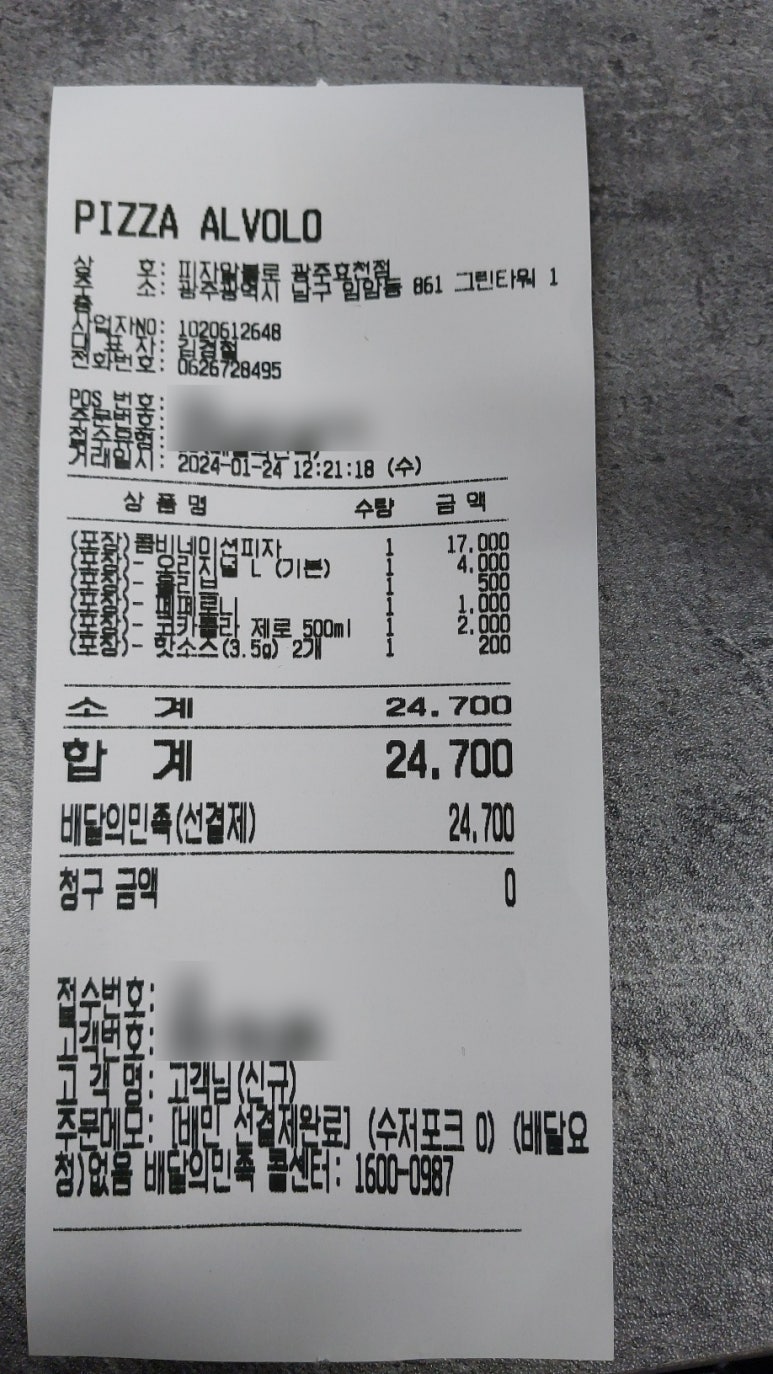 PIZZA ALVOLO
상 호: 피자알볼로 광주효천점
주 소: 광주광역시 남구 임암동 861 그린타워 1
층
사업자NO: 1020612648
대 표 자: 김경철
전화번호: 0626728495
POS 번호:
주문번호:
접수유형:
거래일시: 2024-01-24 12:21:18 (수)
상 품 명 수량 금 액
(포장)콤비네이션피자 1 17,000
(포장)- 오리지널 L (기본) 1 4,000
(포장)- 홀린입 1 500
(포장)- 페페로니 1 1,000
(포장)- 코카콜라 제로 500ml 1 2,000
(포장)- 핫소스(3.5g) 2개 1 200
소 계 24,700
합 계 24,700
배달의민족(선결제) 24,700
청구 금액 0
접수번호:
고객번호:
고 객 명: 고객님(신규)
주문메모: [배민 선결제완료] (수저포크 0) (배달요
청)없음 배달의민족 콜센터: 1600-0987